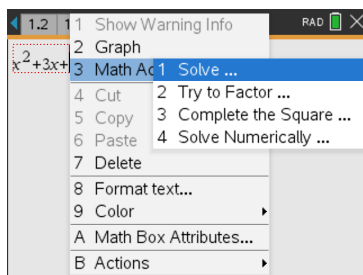 1.2 1 RAD
1 Show Warning Info
2 Graph
x²+3x+
3 Math Ac
1 Solve ...
2 Try to Factor ...
3 Complete the Square ...
4 Solve Numerically ...
4 Cut
5 Copy
6 Paste
7 Delete
8 Format text...
9 Color
A Math Box Attributes...
B Actions